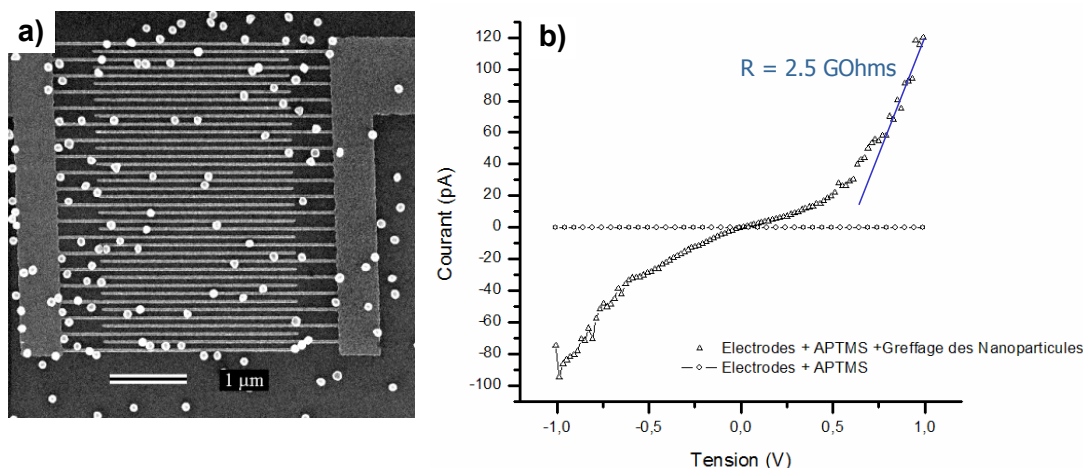 a)
1 µm
b)
R = 2.5 GOhms
120
100
80
60
40
20
0
-20
-40
-60
-80
-100
Courant (pA)
Electrodes + APTMS +Greffage des Nanoparticules
Electrodes + APTMS
-1,0
-0,5
0,0
0,5
1,0
Tension (V)